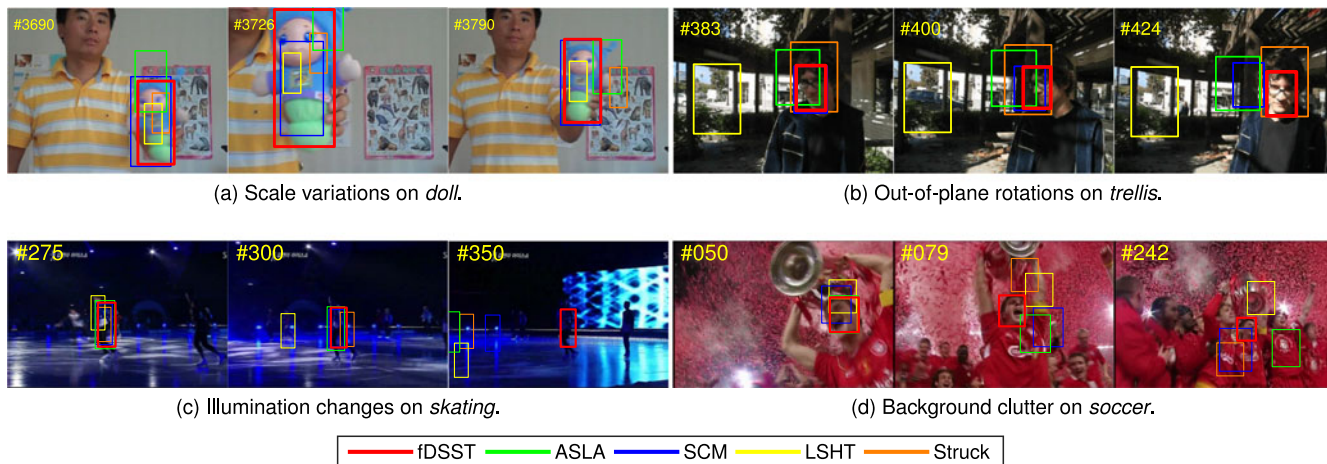 #3690
#3726
#3790
#383
#400
#424
(a) Scale variations on doll.
(b) Out-of-plane rotations on trellis.
#275
#300
#350
#050
#079
#242
(c) Illumination changes on skating.
(d) Background clutter on soccer.
fDSST
ASLA
SCM
LSHT
Struck